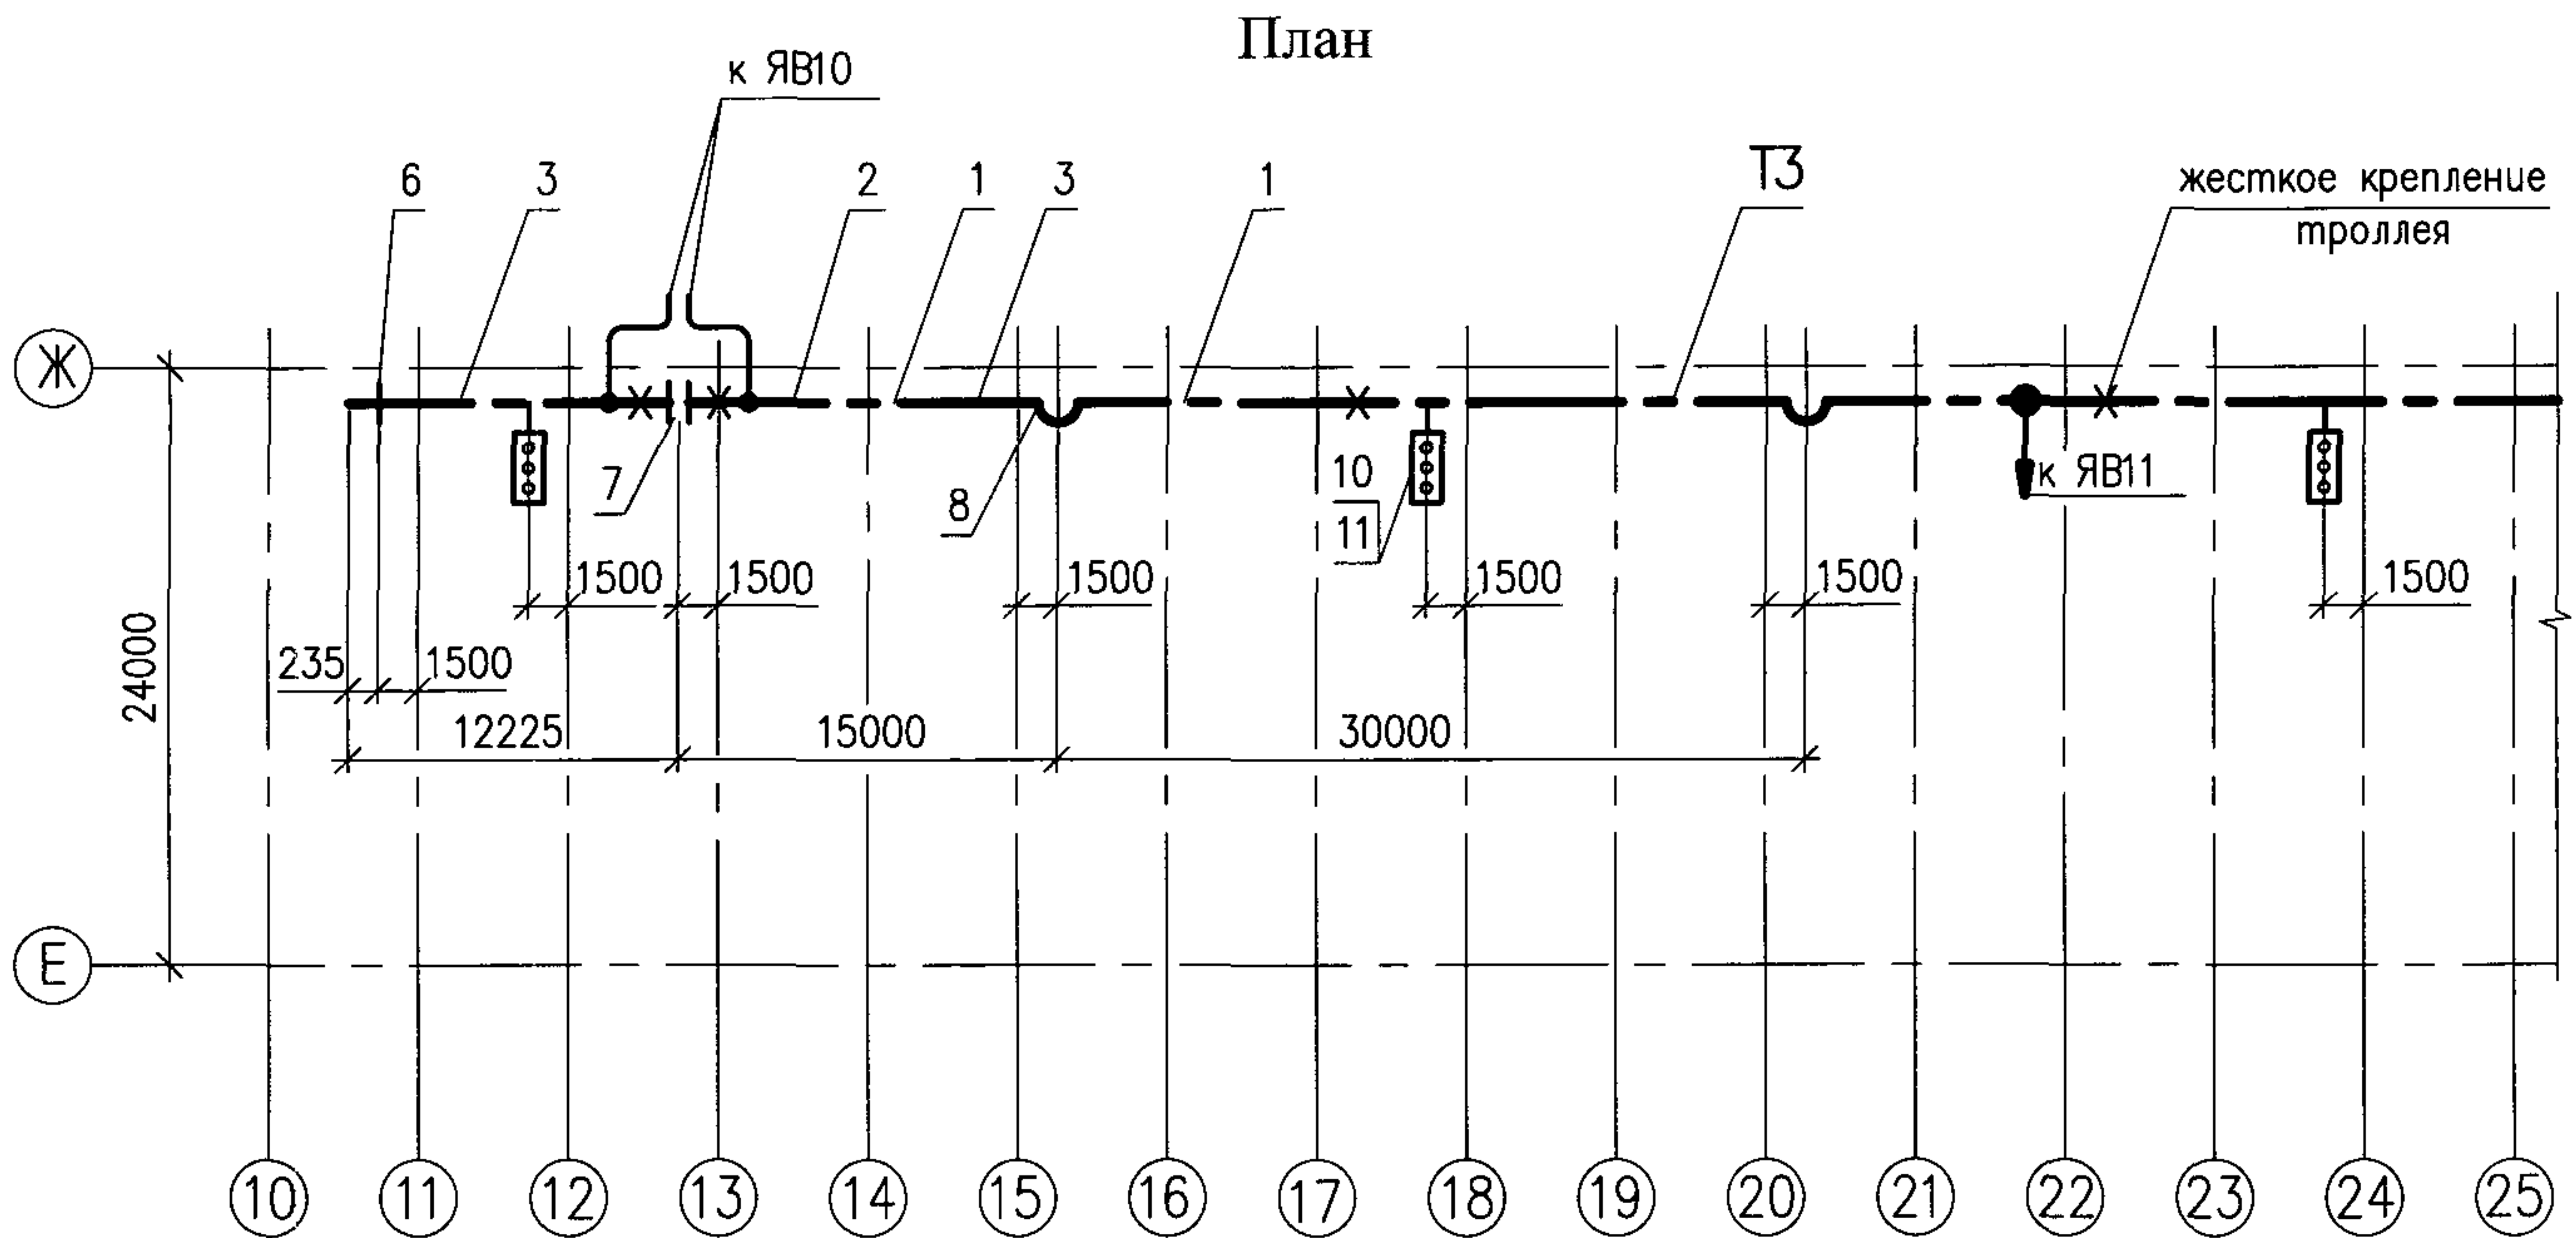 План
к ЯВ10
6 3 2 1 3 1 Т3 жесткое крепление
троллея
Ж
7 8 10 к ЯВ11
11
1500 1500 1500 1500 1500 1500
24000
235 1500
12225 15000 30000
Е
10 11 12 13 14 15 16 17 18 19 20 21 22 23 24 25